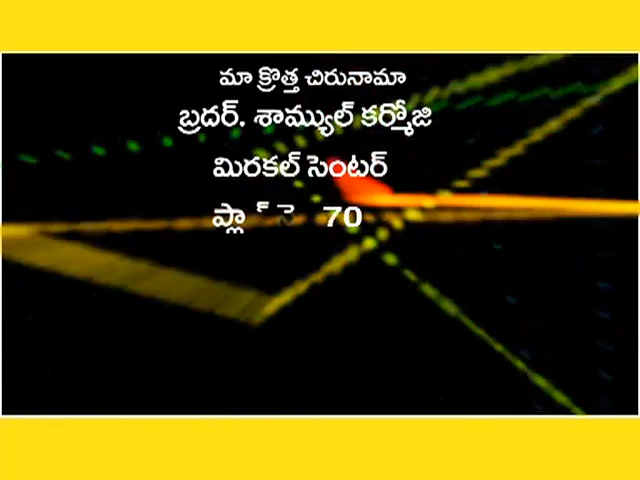 మా క్రొత్త చిరునామా
బ్రదర్. శామ్యుల్ కర్మోజి
మిరకల్ సెంటర్
70